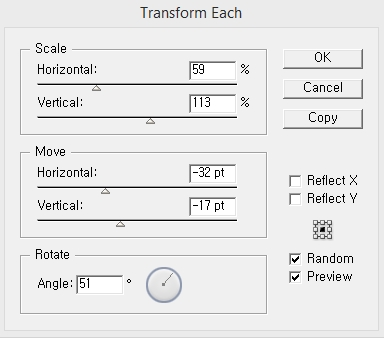 Transform Each
Scale
Horizontal: 59 %
Vertical: 113 %
Move
Horizontal: -32 pt
Vertical: -17 pt
Rotate
Angle: 51 °
OK
Cancel
Copy
Reflect X
Reflect Y
Random
Preview